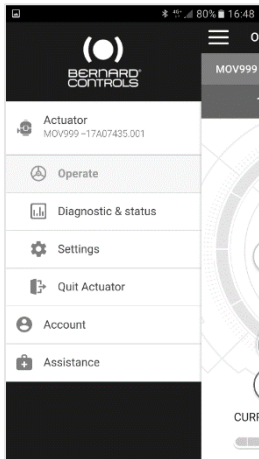 80% 16:48
BERNARD
CONTROLS
O
MOV999
Actuator
MOV999 –17A07435.001
Operate
Diagnostic & status
Settings
Quit Actuator
Account
Assistance
CURR